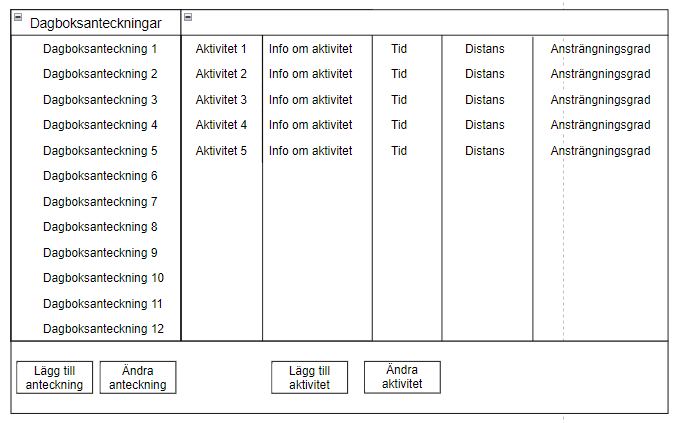 Dagboksanteckningar
Dagboksanteckning 1 Aktivitet 1 Info om aktivitet Tid Distans Ansträngningsgrad
Dagboksanteckning 2 Aktivitet 2 Info om aktivitet Tid Distans Ansträngningsgrad
Dagboksanteckning 3 Aktivitet 3 Info om aktivitet Tid Distans Ansträngningsgrad
Dagboksanteckning 4 Aktivitet 4 Info om aktivitet Tid Distans Ansträngningsgrad
Dagboksanteckning 5 Aktivitet 5 Info om aktivitet Tid Distans Ansträngningsgrad
Dagboksanteckning 6
Dagboksanteckning 7
Dagboksanteckning 8
Dagboksanteckning 9
Dagboksanteckning 10
Dagboksanteckning 11
Dagboksanteckning 12
Lägg till
anteckning
Ändra
anteckning
Lägg till
aktivitet
Ändra
aktivitet